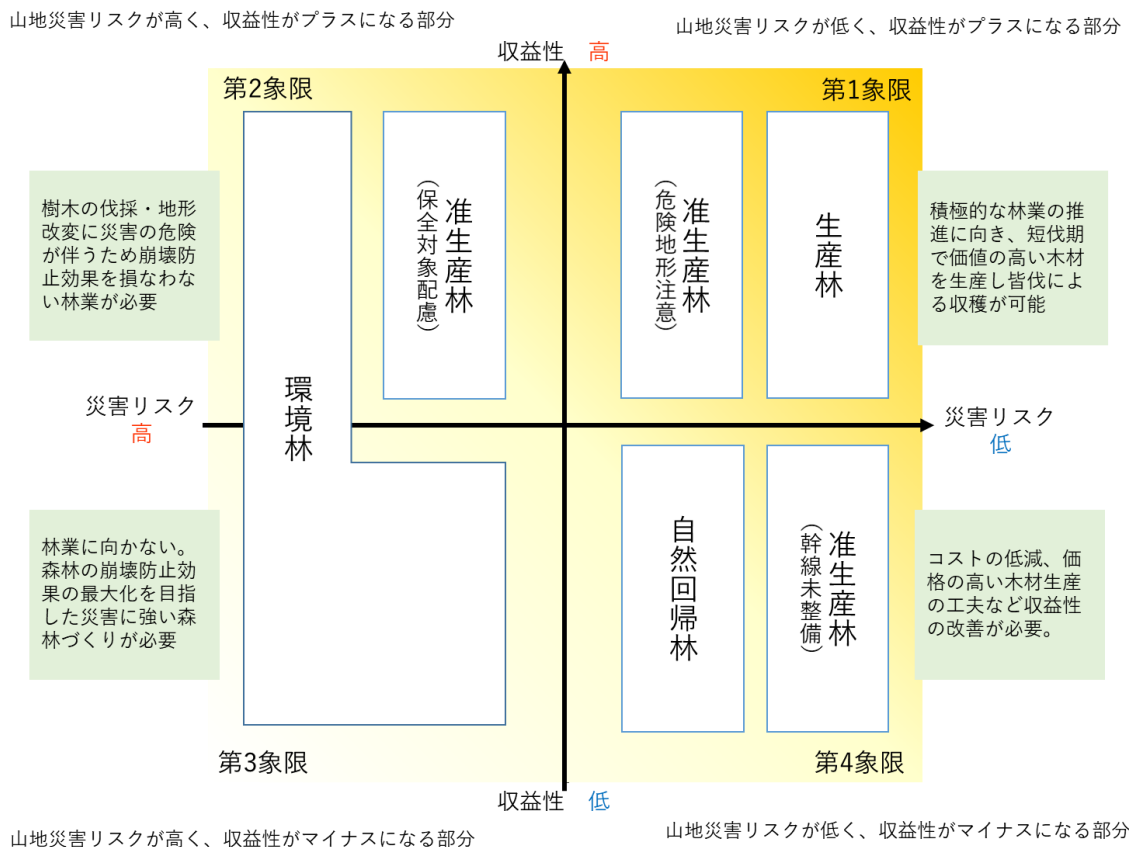 山地災害リスクが高く、収益性がプラスになる部分
山地災害リスクが低く、収益性がプラスになる部分
収益性 高
第2象限
第1象限
樹木の伐採・地形
改変に災害の危険
が伴うため崩壊防
止効果を損なわな
い林業が必要
准生産林
(保全対象配慮)
准生産林
(危険地形注意)
生産林
積極的な林業の推
進に向き、短伐期
で価値の高い木材
を生産し皆伐によ
る収穫が可能
環境林
災害リスク
高
災害リスク
低
林業に向かない。
森林の崩壊防止効
果の最大化を目指
した災害に強い森
林づくりが必要
自然回帰林
准生産林
(幹線未整備)
コストの低減、価
格の高い木材生産
の工夫など収益性
の改善が必要。
第3象限
第4象限
収益性 低
山地災害リスクが高く、収益性がマイナスになる部分
山地災害リスクが低く、収益性がマイナスになる部分